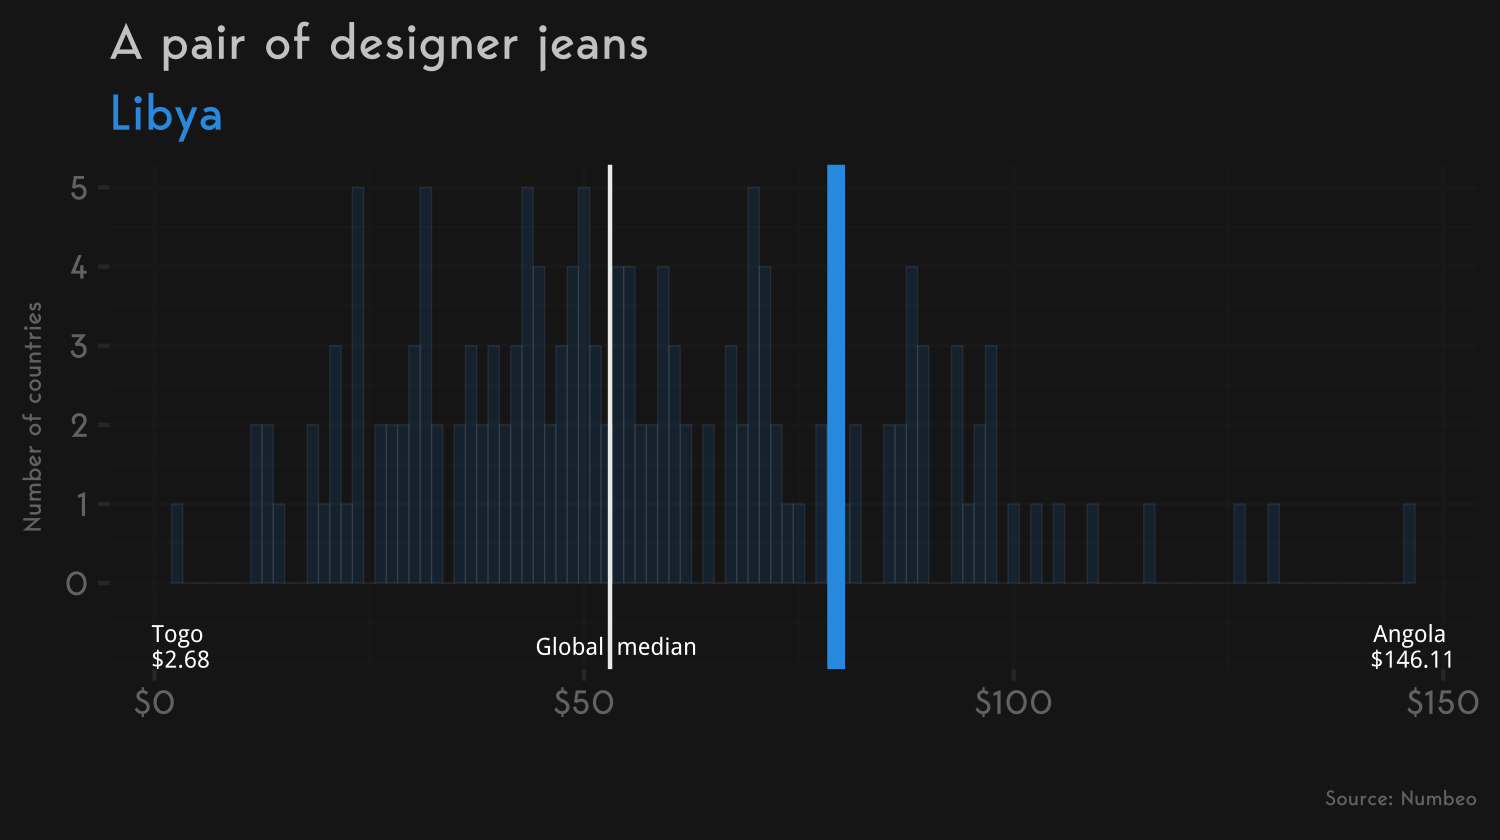 A pair of designer jeans
Libya
Number of countries
5
4
3
2
1
0
Togo
$2.68
Global median
Angola
$146.11
$0
$50
$100
$150
Source: Numbeo